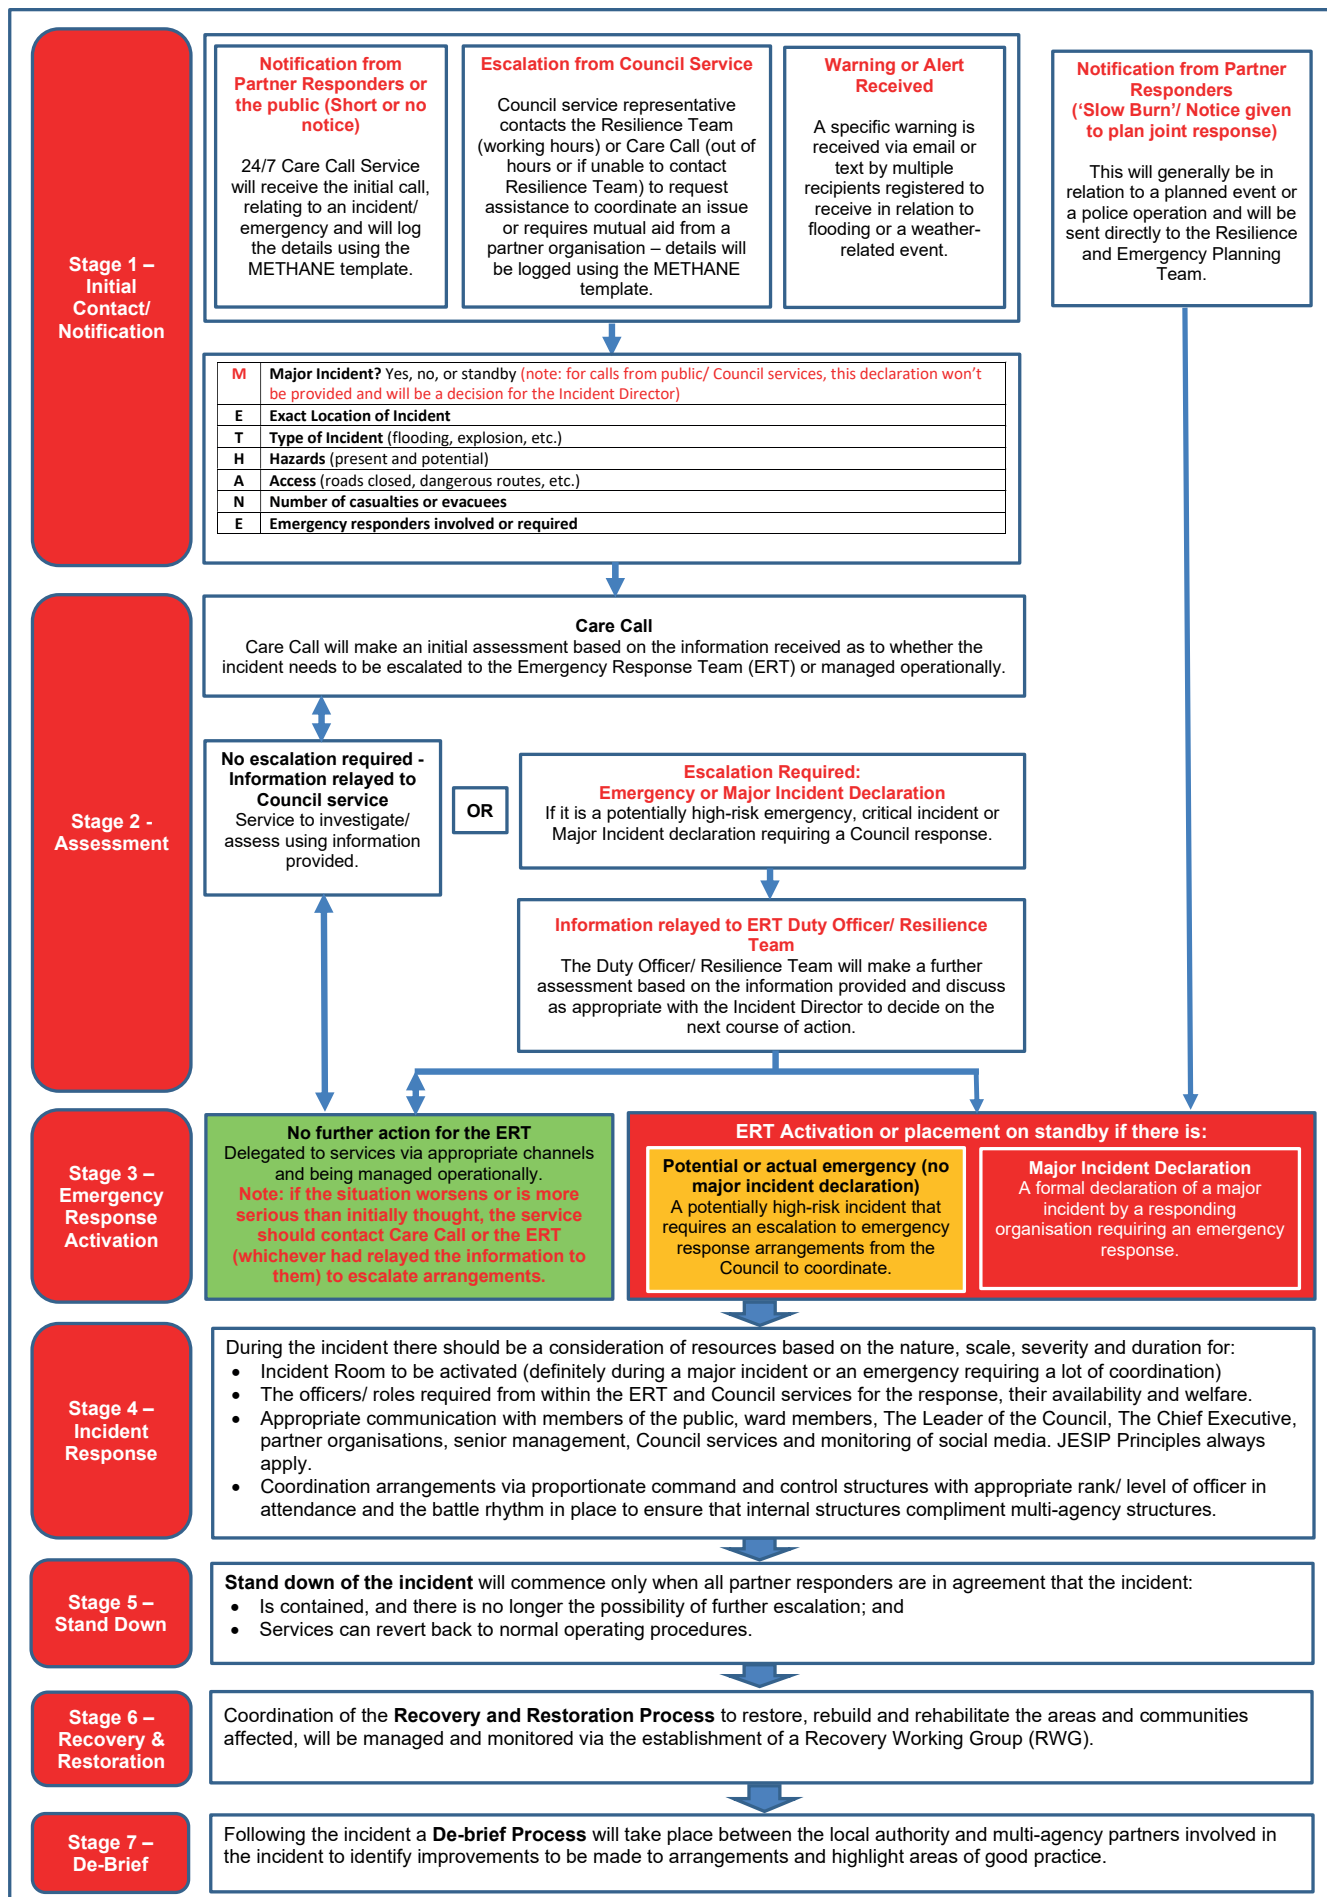 Stage 1 –
Initial
Contact/
Notification
Notification from
Partner Responders or
the public (Short or no
notice)
24/7 Care Call Service
will receive the initial call,
relating to an incident/
emergency and will log
the details using the
METHANE template.
Escalation from Council Service
Council service representative
contacts the Resilience Team
(working hours) or Care Call (out of
hours or if unable to contact
Resilience Team) to request
assistance to coordinate an issue
or requires mutual aid from a
partner organisation – details will
be logged using the METHANE
template.
Warning or Alert
Received
A specific warning is
received via email or
text by multiple
recipients registered to
receive in relation to
flooding or a weather-
related event.
Notification from Partner
Responders
(‘Slow Burn’/ Notice given
to plan joint response)
This will generally be in
relation to a planned event or
a police operation and will be
sent directly to the Resilience
and Emergency Planning
Team.
M Major Incident? Yes, no, or standby (note: for calls from public/ Council services, this declaration won’t
be provided and will be a decision for the Incident Director)
E Exact Location of Incident
T Type of Incident (flooding, explosion, etc.)
H Hazards (present and potential)
A Access (roads closed, dangerous routes, etc.)
N Number of casualties or evacuees
E Emergency responders involved or required
Stage 2 -
Assessment
Care Call
Care Call will make an initial assessment based on the information received as to whether the
incident needs to be escalated to the Emergency Response Team (ERT) or managed operationally.
No escalation required -
Information relayed to
Council service
Service to investigate/
assess using information
provided.
OR
Escalation Required:
Emergency or Major Incident Declaration
If it is a potentially high-risk emergency, critical incident or
Major Incident declaration requiring a Council response.
Information relayed to ERT Duty Officer/ Resilience
Team
The Duty Officer/ Resilience Team will make a further
assessment based on the information provided and discuss
as appropriate with the Incident Director to decide on the
next course of action.
Stage 3 –
Emergency
Response
Activation
No further action for the ERT
Delegated to services via appropriate channels
and being managed operationally.
Note: if the situation worsens or is more
serious than initially thought, the service
should contact Care Call or the ERT
(whichever had relayed the information to
them) to escalate arrangements.
ERT Activation or placement on standby if there is:
Potential or actual emergency (no
major incident declaration)
A potentially high-risk incident that
requires an escalation to emergency
response arrangements from the
Council to coordinate.
Major Incident Declaration
A formal declaration of a major
incident by a responding
organisation requiring an emergency
response.
Stage 4 –
Incident
Response
During the incident there should be a consideration of resources based on the nature, scale, severity and duration for:
• Incident Room to be activated (definitely during a major incident or an emergency requiring a lot of coordination)
• The officers/ roles required from within the ERT and Council services for the response, their availability and welfare.
• Appropriate communication with members of the public, ward members, The Leader of the Council, The Chief Executive,
partner organisations, senior management, Council services and monitoring of social media. JESIP Principles always
apply.
• Coordination arrangements via proportionate command and control structures with appropriate rank/ level of officer in
attendance and the battle rhythm in place to ensure that internal structures compliment multi-agency structures.
Stage 5 –
Stand Down
Stand down of the incident will commence only when all partner responders are in agreement that the incident:
• Is contained, and there is no longer the possibility of further escalation; and
• Services can revert back to normal operating procedures.
Stage 6 –
Recovery &
Restoration
Coordination of the Recovery and Restoration Process to restore, rebuild and rehabilitate the areas and communities
affected, will be managed and monitored via the establishment of a Recovery Working Group (RWG).
Stage 7 –
De-Brief
Following the incident a De-brief Process will take place between the local authority and multi-agency partners involved in
the incident to identify improvements to be made to arrangements and highlight areas of good practice.